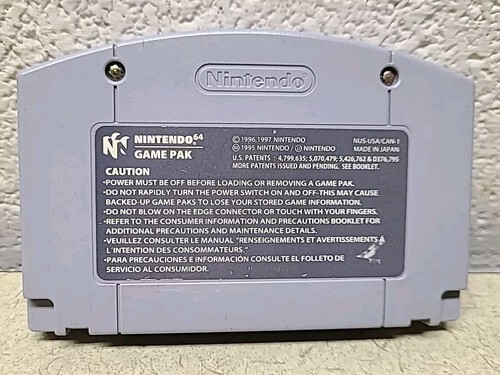 Nintendo
NINTENDO 64
GAME PAK
© 1996,1997 NINTENDO
Ⓜ 1995 NINTENDO / Ⓓ NINTENDO
U.S. PATENTS : 4,799,635; 5,070,479; 5,426,762 & D376,795
MORE PATENTS ISSUED AND PENDING. SEE BOOKLET.
NUS-USA/CAN-1
MADE IN JAPAN
CAUTION
•POWER MUST BE OFF BEFORE LOADING OR REMOVING A GAME PAK.
•DO NOT RAPIDLY TURN THE POWER SWITCH ON AND OFF-THIS MAY CAUSE
BACKED-UP GAME PAKS TO LOSE YOUR STORED GAME INFORMATION.
•DO NOT BLOW ON THE EDGE CONNECTOR OR TOUCH WITH YOUR FINGERS.
•REFER TO THE CONSUMER INFORMATION AND PRECAUTIONS BOOKLET FOR
ADDITIONAL PRECAUTIONS AND MAINTENANCE DETAILS.
•VEUILLEZ CONSULTER LE MANUEL "RENSEIGNEMENTS ET AVERTISSEMENTS À
L'INTENTION DES CONSOMMATEURS."
•PARA PRECAUCIONES E INFORMACIÓN CONSULTE EL FOLLETO DE
SERVICIO AL CONSUMIDOR.